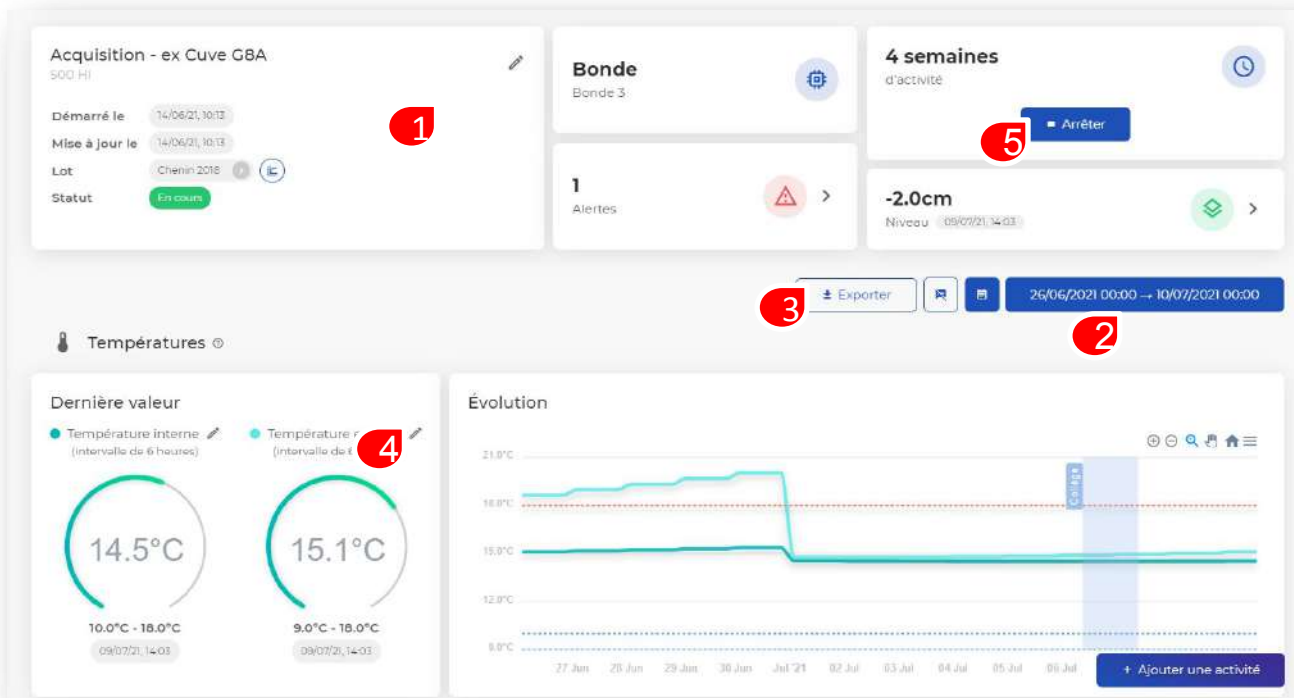 Acquisition - ex Cuve G8A
500 Hl
Démarré le 14/06/21, 10:13
Mise à jour le 14/06/21, 10:13
Lot Chenin 2018
Statut En cours
1
Bonde
Bonde 3
1
Alertes
4 semaines
d'activité
Arrêter
5
-2.0cm
Niveau 09/07/21, 14:03
3
Exporter
26/06/2021 00:00 → 10/07/2021 00:00
2
Températures
Dernière valeur
Température interne
(intervalle de 6 heures)
14.5°C
10.0°C - 18.0°C
09/07/21, 14:03
Température
(intervalle de
4
15.1°C
9.0°C - 18.0°C
09/07/21, 14:03
Évolution
21.0°C
18.0°C
15.0°C
12.0°C
9.0°C
Collage
27 Jun 28 Jun 29 Jun 30 Jun Jul '21 02 Jul 03 Jul 04 Jul 05 Jul 06 Jul
+ Ajouter une activité